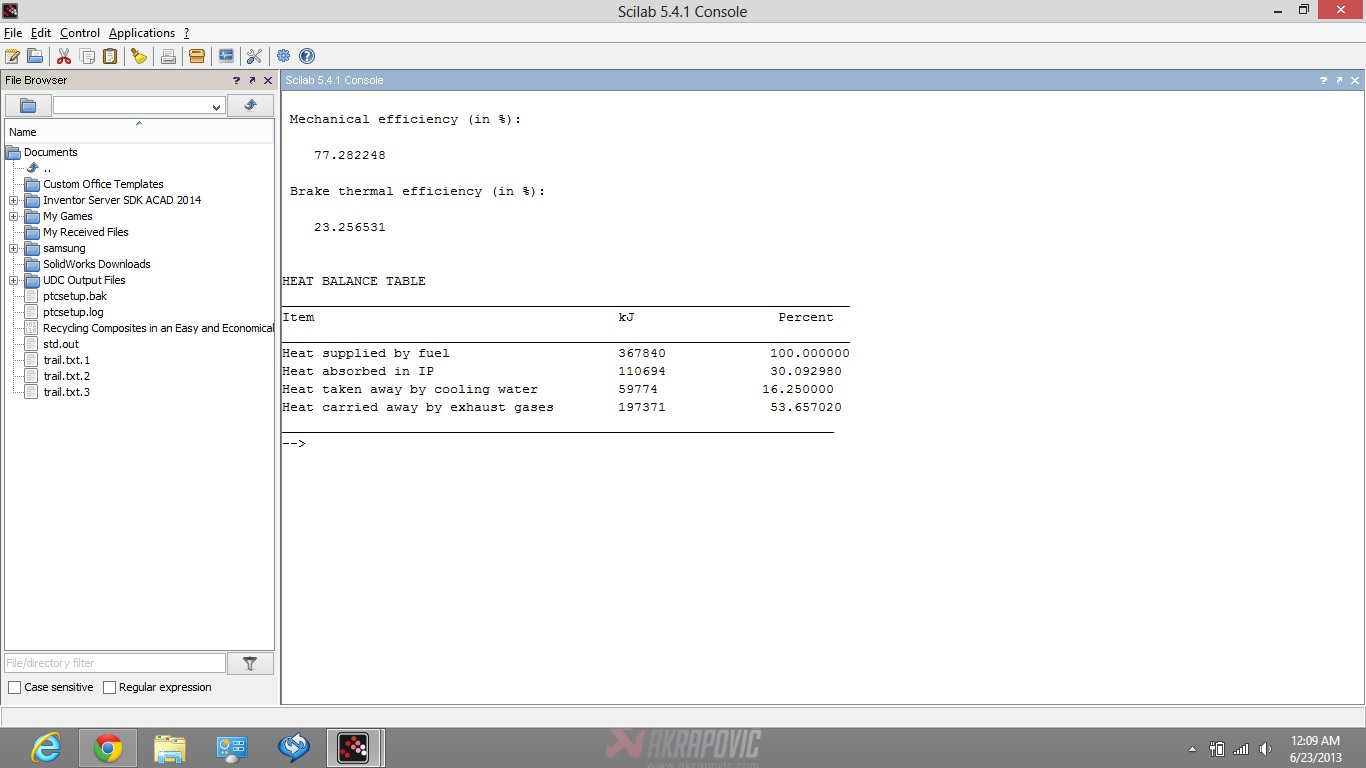 Scilab 5.4.1 Console
File Edit Control Applications ?
File Browser
Scilab 5.4.1 Console
Name
Documents
..
Custom Office Templates
Inventor Server SDK ACAD 2014
My Games
My Received Files
samsung
SolidWorks Downloads
UDC Output Files
ptcsetup.bak
ptcsetup.log
Recycling Composites in an Easy and Economical
std.out
trail.txt.1
trail.txt.2
trail.txt.3
File/directory filter
Case sensitive Regular expression
Mechanical efficiency (in %):
77.282248
Brake thermal efficiency (in %):
23.256531
HEAT BALANCE TABLE
Item kJ Percent
Heat supplied by fuel 367840 100.000000
Heat absorbed in IP 110694 30.092980
Heat taken away by cooling water 59774 16.250000
Heat carried away by exhaust gases 197371 53.657020
-->
AKRAPOVIC
www.akrapovic.com
12:09 AM
6/23/2013